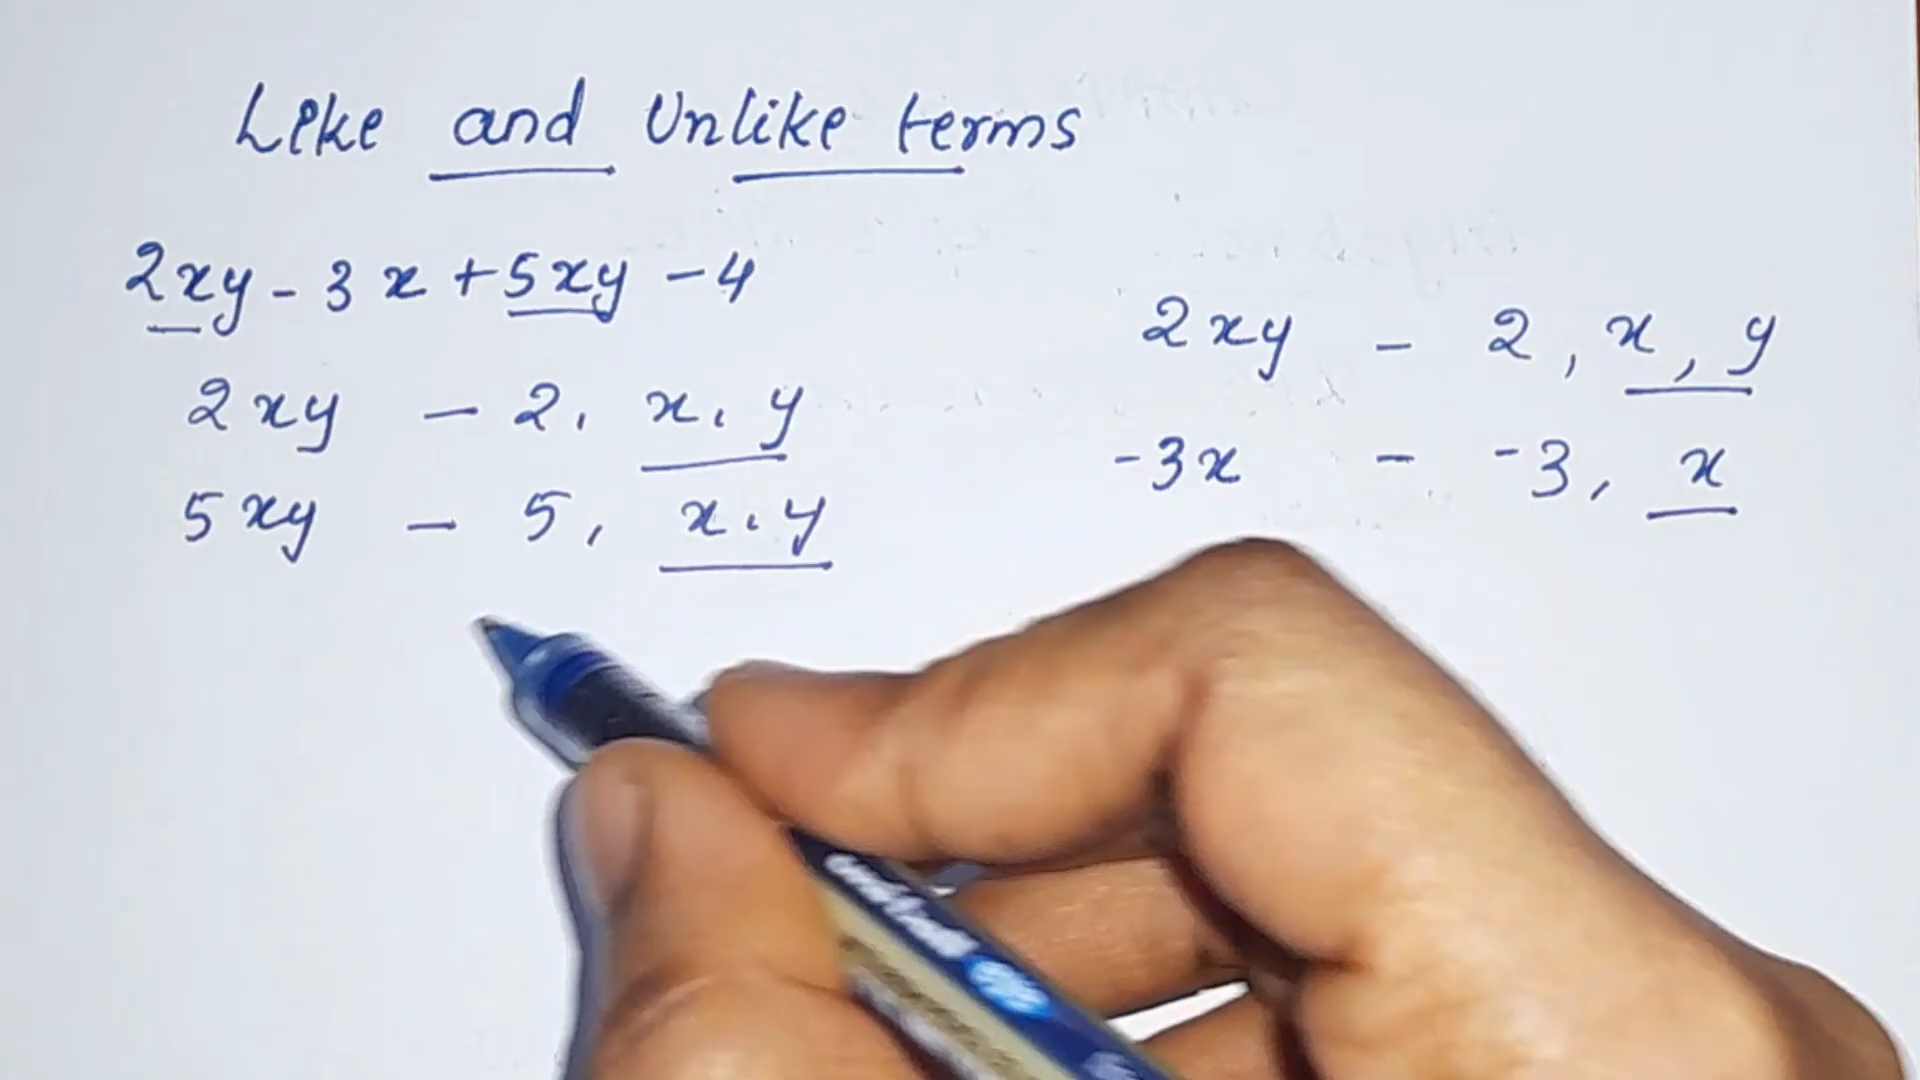 Like and Unlike terms
2xy - 3x + 5xy - 4
2xy - 2, x, y
5xy - 5, x, y
2xy - 2, x, y
-3x - -3, x